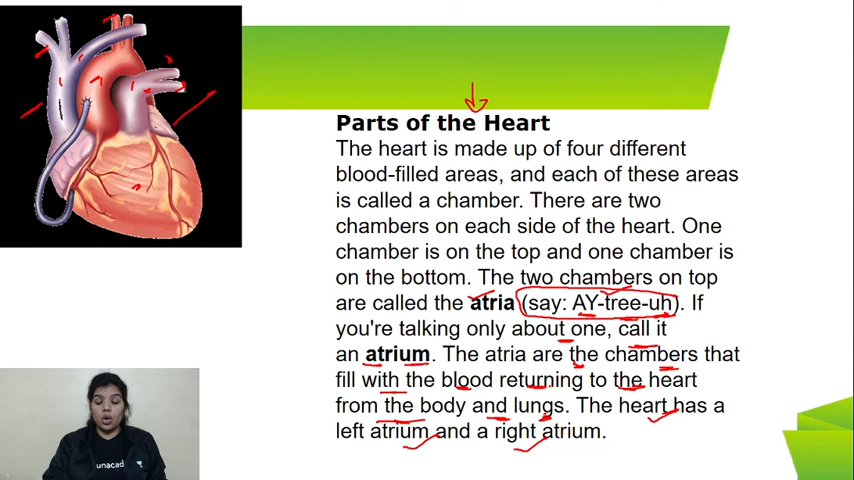 Parts of the Heart
The heart is made up of four different
blood-filled areas, and each of these areas
is called a chamber. There are two
chambers on each side of the heart. One
chamber is on the top and one chamber is
on the bottom. The two chambers on top
are called the atria (say: AY-tree-uh). If
you're talking only about one, call it
an atrium. The atria are the chambers that
fill with the blood returning to the heart
from the body and lungs. The heart has a
left atrium and a right atrium.
unacad